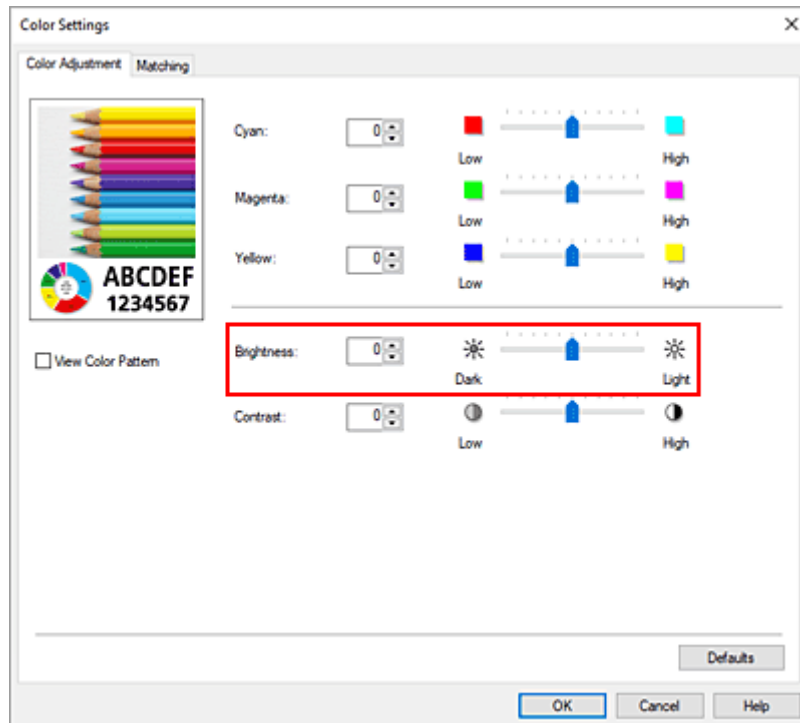 Color Settings
Color Adjustment Matching
Cyan: 0
Low High
Magenta: 0
Low High
Yellow: 0
Low High
ABCDEF
1234567
View Color Pattern
Brightness: 0
Dark Light
Contrast: 0
Low High
Defaults
OK Cancel Help